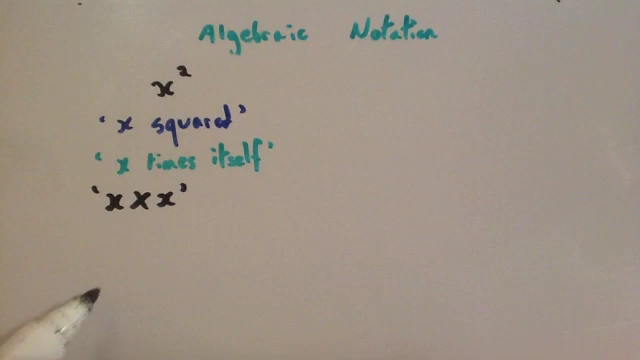 Algebraic Notation
x²
'x squared'
'x times itself'
'x × x'